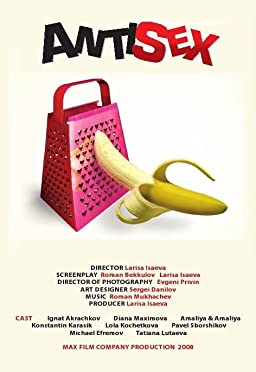 ANTISEX
DIRECTOR Larisa Isaeva
SCREENPLAY Roman Bekkulov Larisa Isaeva
DIRECTOR OF PHOTOGRAPHY Evgeni Privin
ART DESIGNER Sergei Danilov
MUSIC Roman Mukhachev
PRODUCER Larisa Isaeva
CAST Ignat Akrachkov Diana Maximova Amaliya & Amaliya
Konstantin Karasik Lola Kochetkova Pavel Sborshikov
Michael Efremov Tatiana Lutaeva
MAX FILM COMPANY PRODUCTION 2008